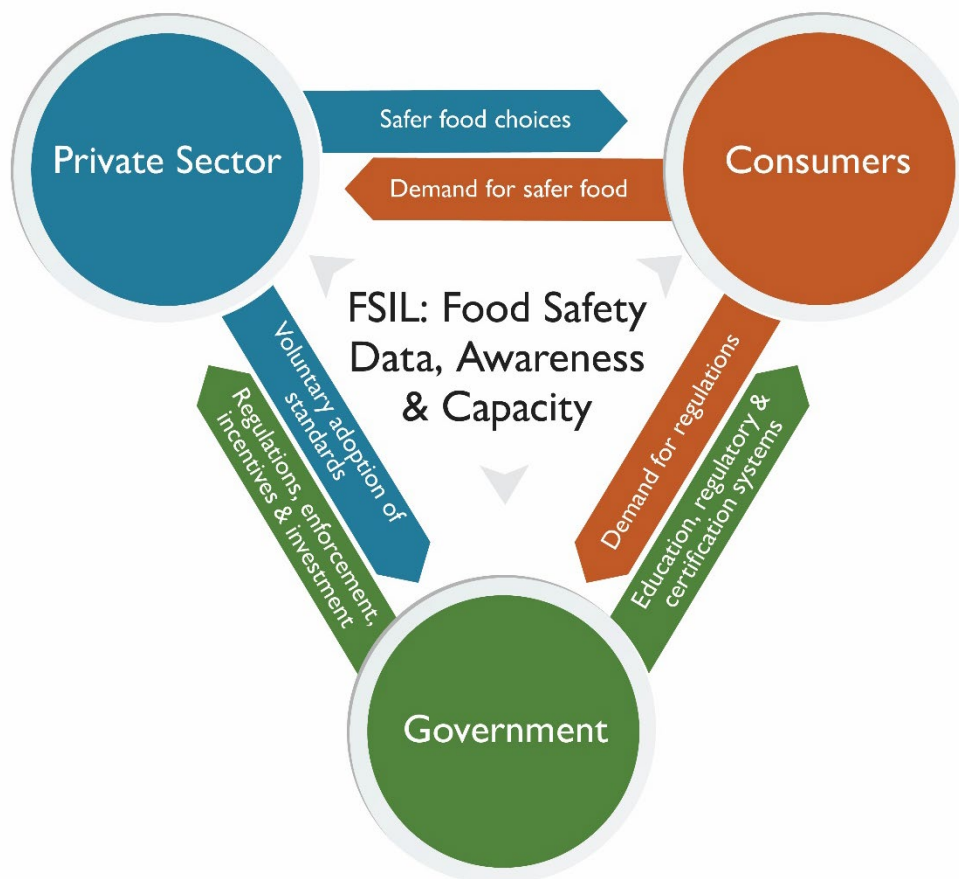 Safer food choices
Private Sector
Consumers
Demand for safer food
FSIL: Food Safety
Data, Awareness
& Capacity
Voluntary adoption of
standards
Regulations, enforcement,
incentives & investment
Demand for regulations
Education, regulatory &
certification systems
Government